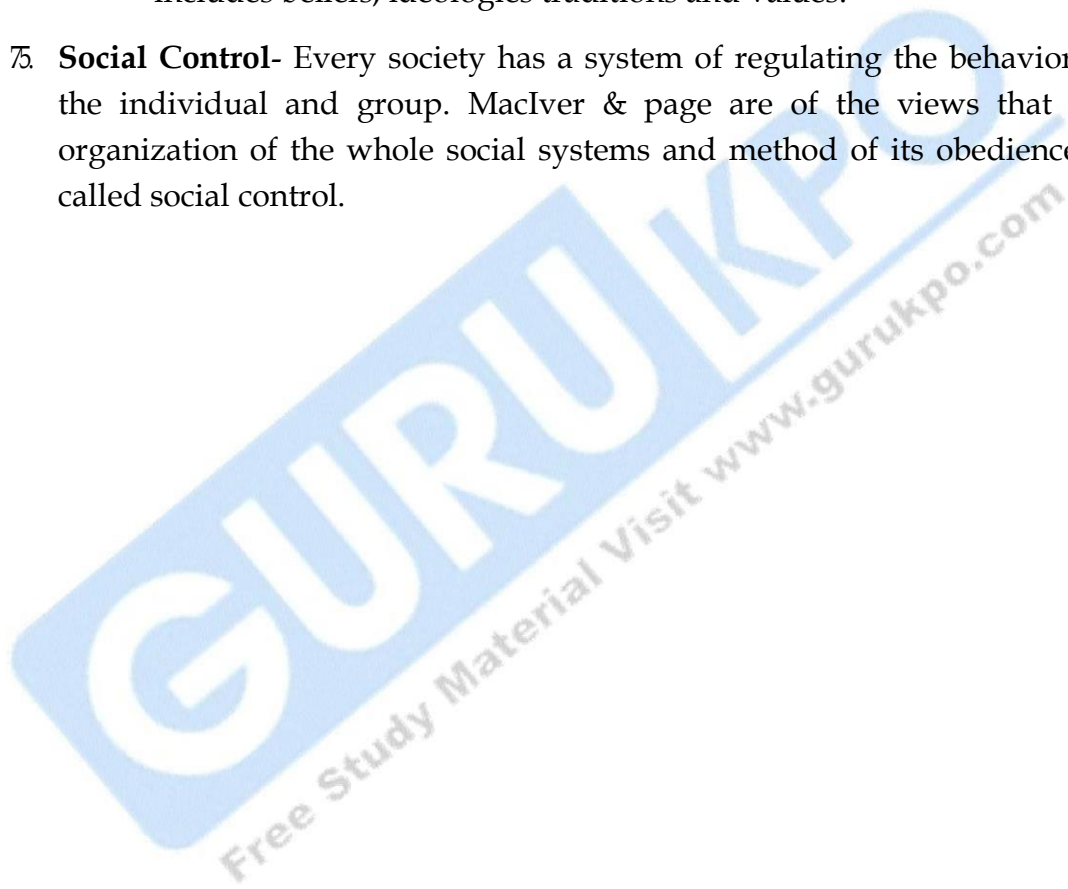 includes beliefs, ideologies traditions and values.
75. Social Control- Every society has a system of regulating the behavior
the individual and group. MacIver & page are of the views that
organization of the whole social systems and method of its obedience
called social control.
GURUKPO
Free Study Material Visit www.gurukpo.com